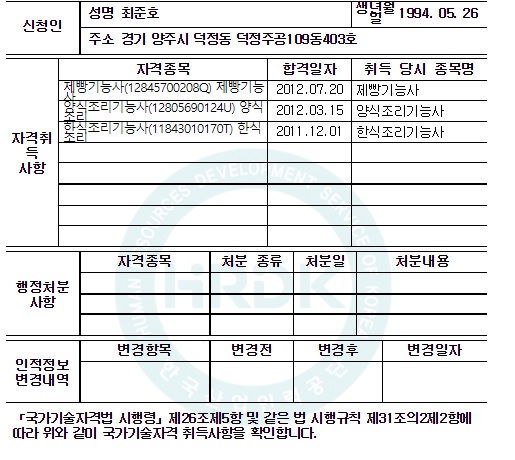 신청인
성명 최준호
생년월일 1994. 05. 26
주소 경기 양주시 덕정동 덕정주공109동403호
자격취득사항
자격종목 합격일자 취득 당시 종목명
제빵기능사(12845700208Q) 제빵기능사 2012.07.20 제빵기능사
양식조리기능사(12805690124U) 양식조리 2012.03.15 양식조리기능사
한식조리기능사(11843010170T) 한식조리 2011.12.01 한식조리기능사
행정처분사항
자격종목 처분 종류 처분일 처분내용
인적정보변경내역
변경항목 변경전 변경후 변경일자
HUMAN RESOURCES DEVELOPMENT SERVICE OF KOREA
HRDK
한국산업인력공단
「국가기술자격법 시행령」 제26조제5항 및 같은 법 시행규칙 제31조의2제2항에
따라 위와 같이 국가기술자격 취득사항을 확인합니다.